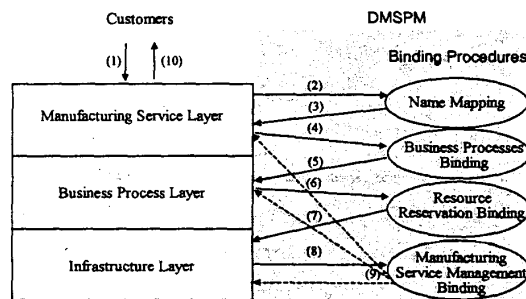 Customers
DMSPM
(1)
(10)
Binding Procedures
Manufacturing Service Layer
Business Process Layer
Infrastructure Layer
(2)
(3)
(4)
(5)
(6)
(7)
(8)
(9)
Name Mapping
Business Processes
Binding
Resource
Reservation Binding
Manufacturing
Service Management
Binding